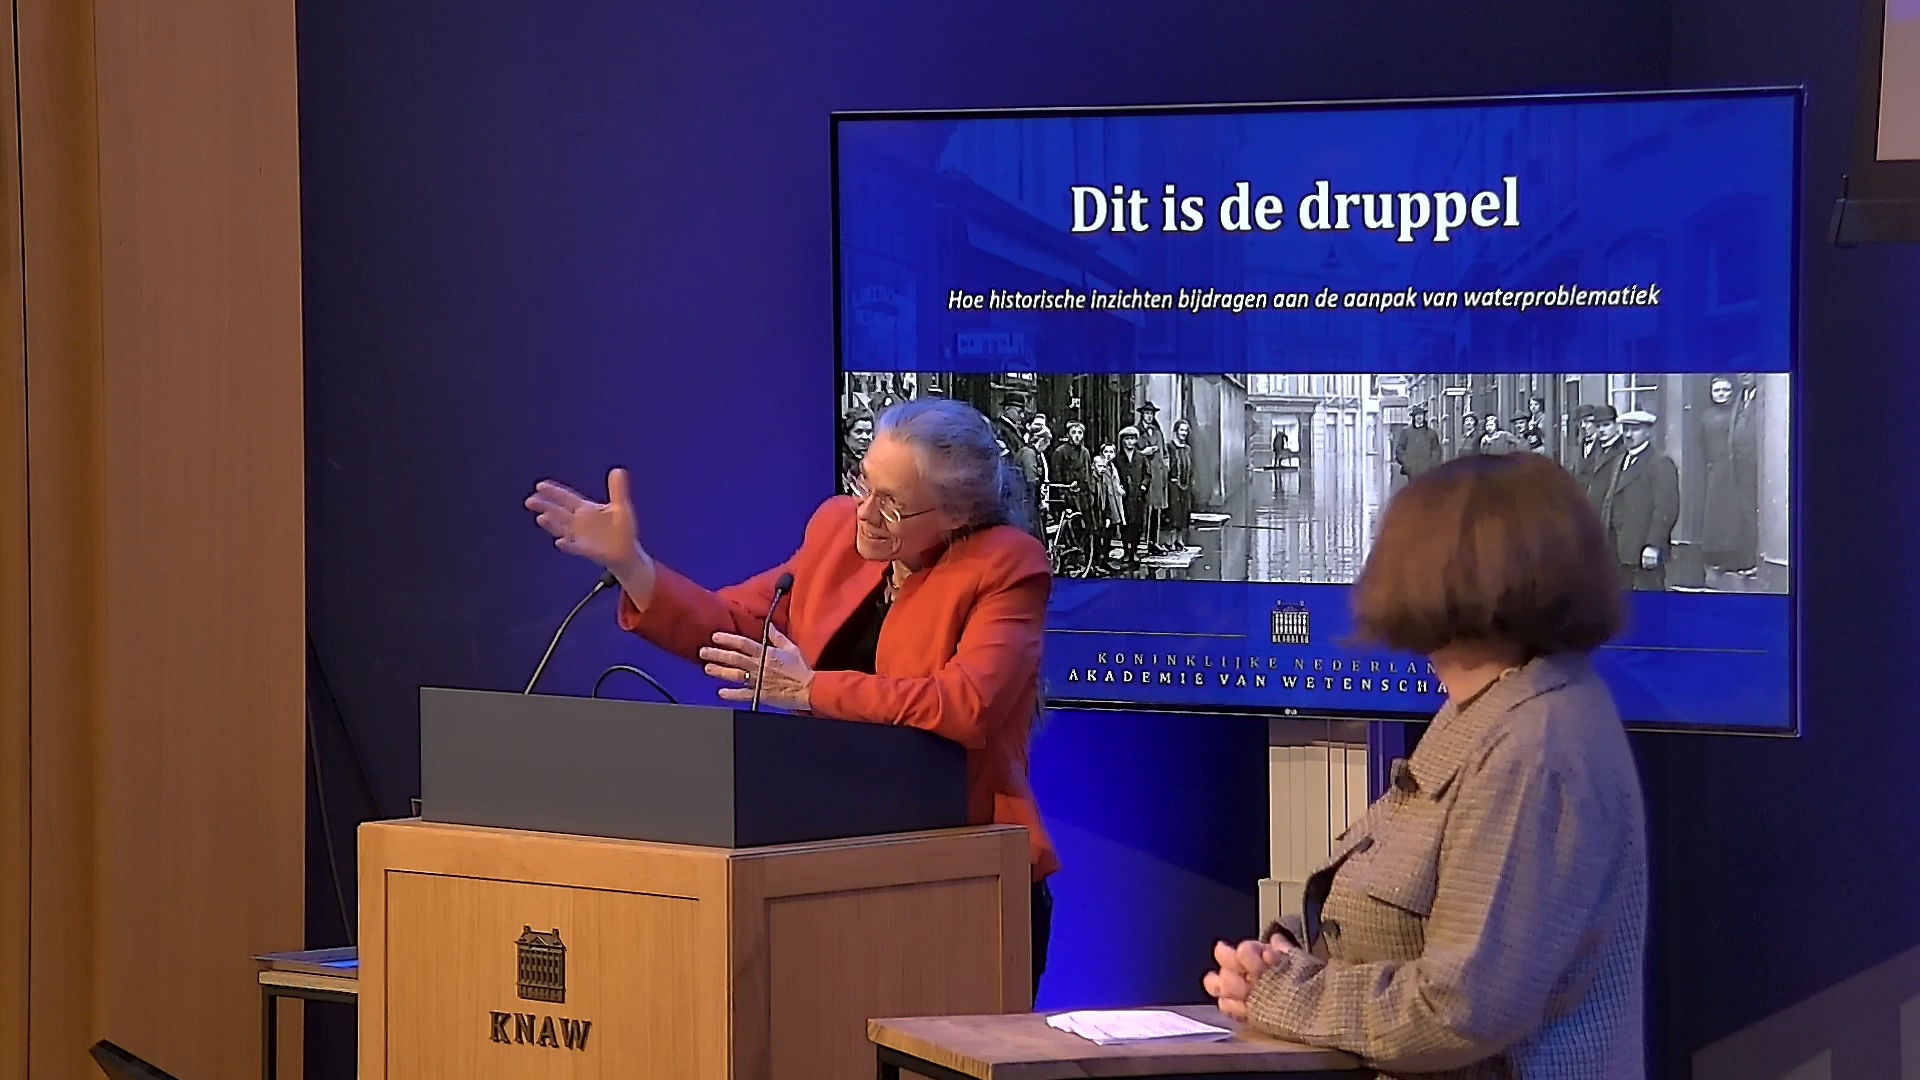 Dit is de druppel
Hoe historische inzichten bijdragen aan de aanpak van waterproblematiek
KONINKLIJKE NEDERLAN
AKADEMIE VAN WETENSCHA
LG
KNAW